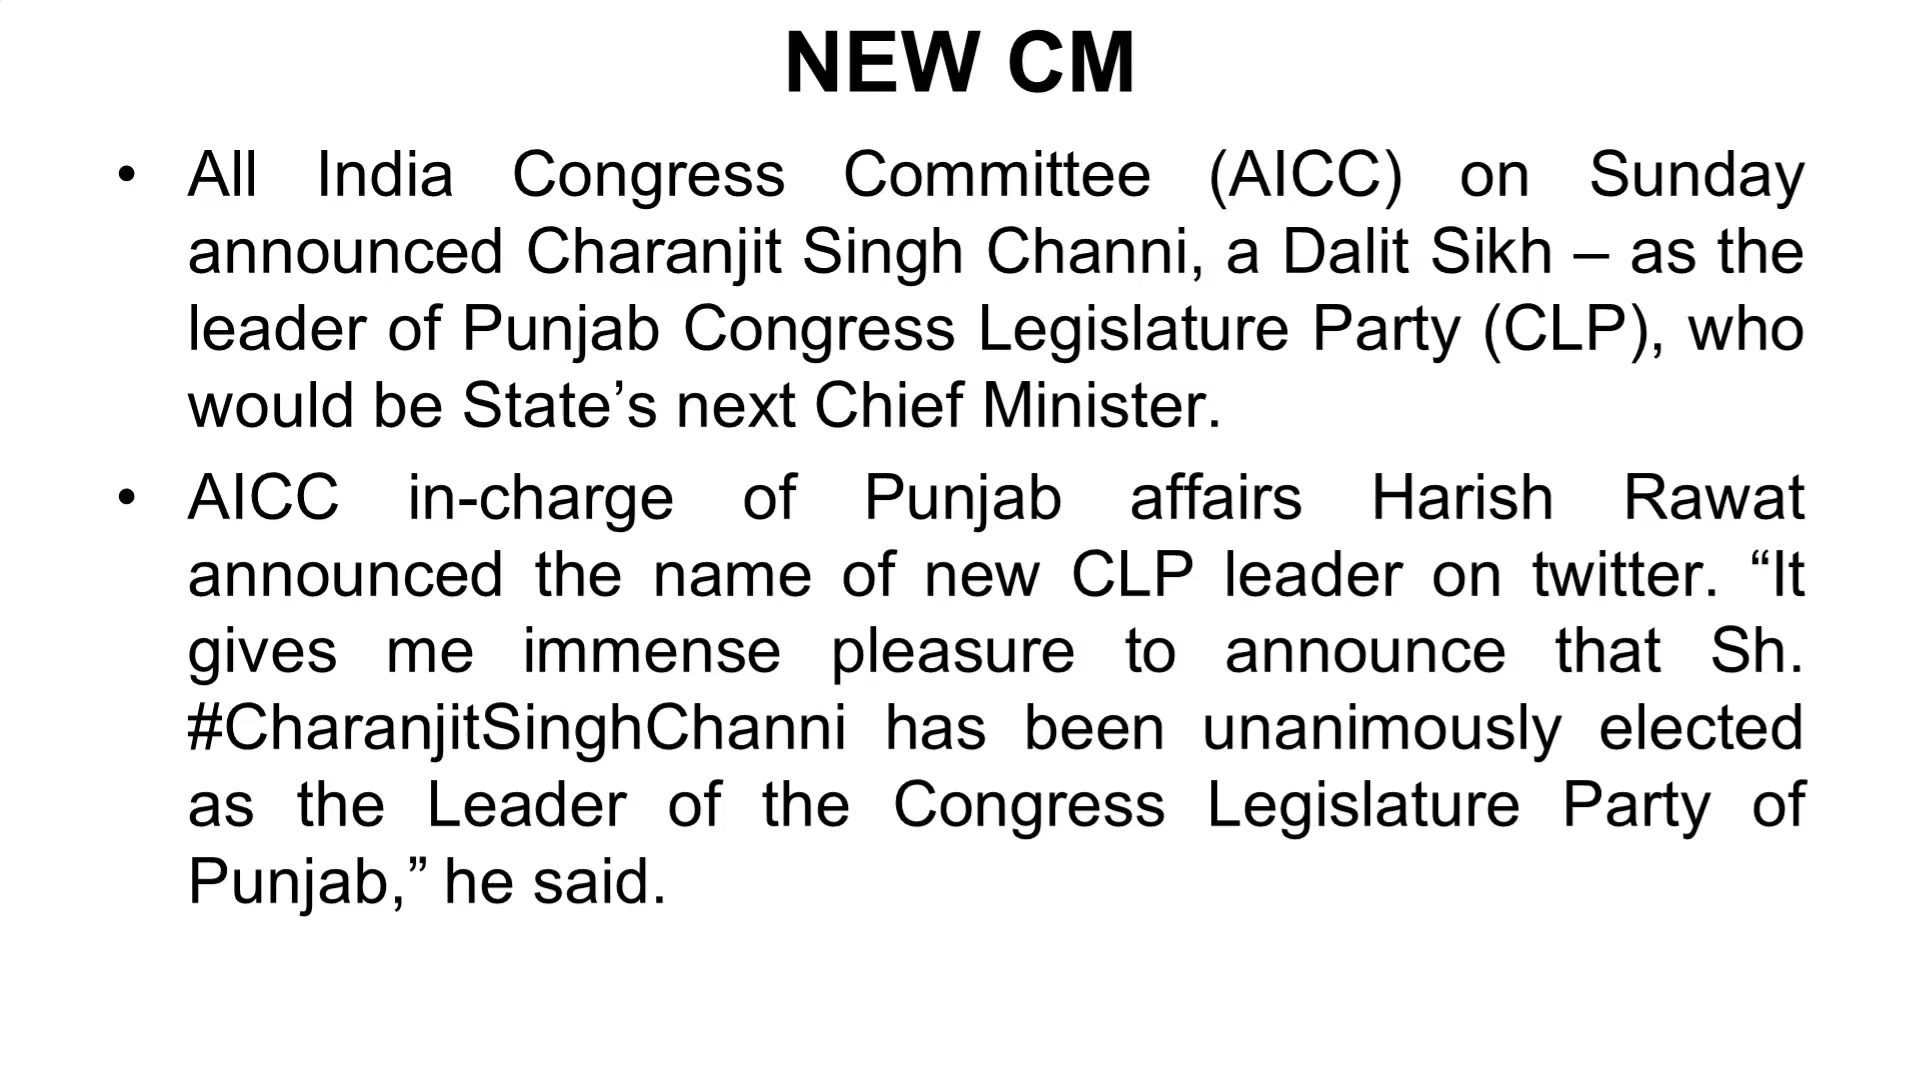 NEW CM
• All India Congress Committee (AICC) on Sunday
announced Charanjit Singh Channi, a Dalit Sikh – as the
leader of Punjab Congress Legislature Party (CLP), who
would be State’s next Chief Minister.
• AICC in-charge of Punjab affairs Harish Rawat
announced the name of new CLP leader on twitter. “It
gives me immense pleasure to announce that Sh.
#CharanjitSinghChanni has been unanimously elected
as the Leader of the Congress Legislature Party of
Punjab,” he said.